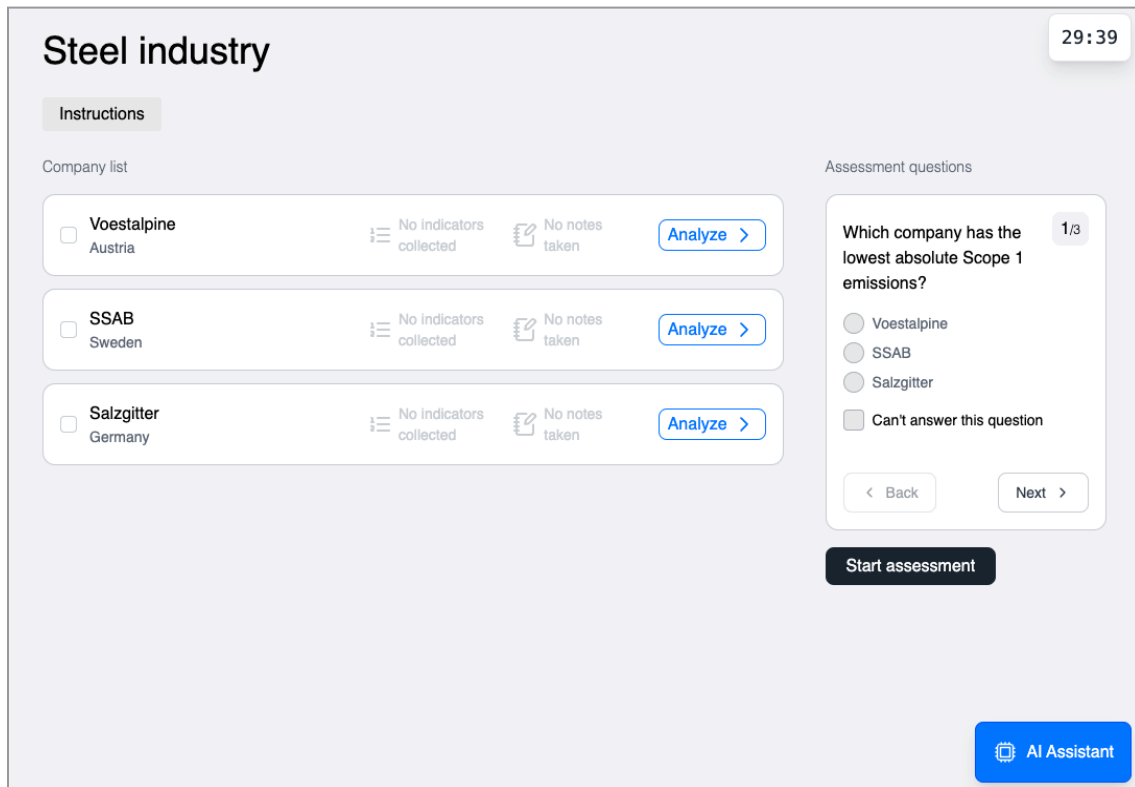 Steel industry
29:39
Instructions
Company list
Voestalpine
Austria
No indicators
collected
No notes
taken
Analyze
SSAB
Sweden
No indicators
collected
No notes
taken
Analyze
Salzgitter
Germany
No indicators
collected
No notes
taken
Analyze
Assessment questions
Which company has the
lowest absolute Scope 1
emissions?
1/3
Voestalpine
SSAB
Salzgitter
Can't answer this question
Back
Next
Start assessment
AI Assistant